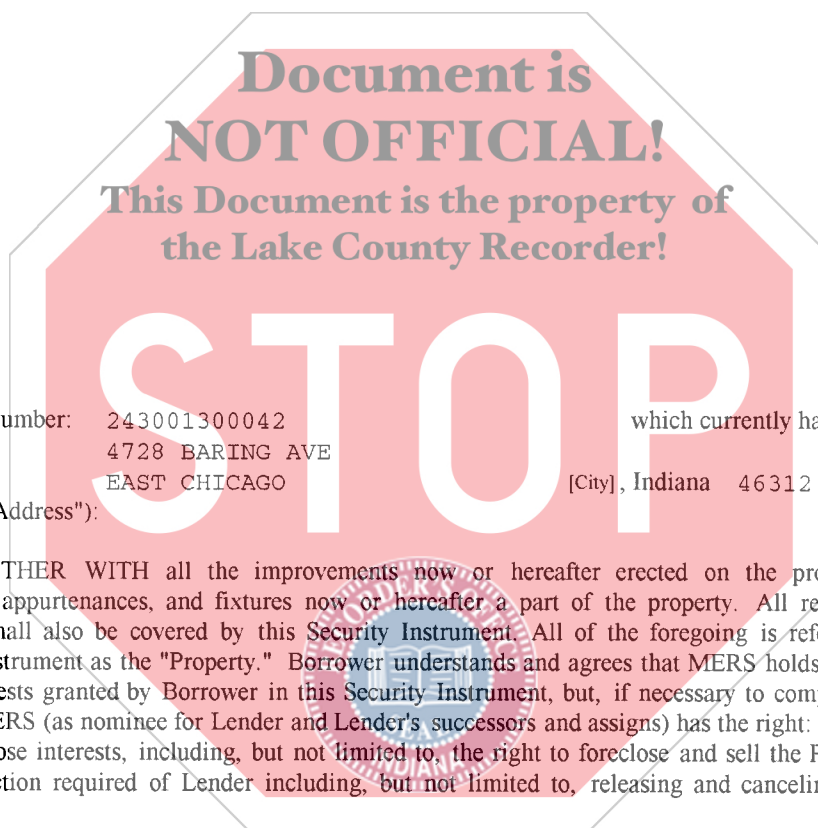 Document is
NOT OFFICIAL!
This Document is the property of
the Lake County Recorder!
STOP
umber: 243001300042 which currently ha
4728 BARING AVE
EAST CHICAGO [City], Indiana 46312
Address"):
THER WITH all the improvements now or hereafter erected on the pro
appurtenances, and fixtures now or hereafter a part of the property. All re
hall also be covered by this Security Instrument. All of the foregoing is refe
strument as the "Property." Borrower understands and agrees that MERS holds
ests granted by Borrower in this Security Instrument, but, if necessary to comp
ERS (as nominee for Lender and Lender's successors and assigns) has the right:
ose interests, including, but not limited to, the right to foreclose and sell the P
ction required of Lender including, but not limited to, releasing and cancelin
INDIANA